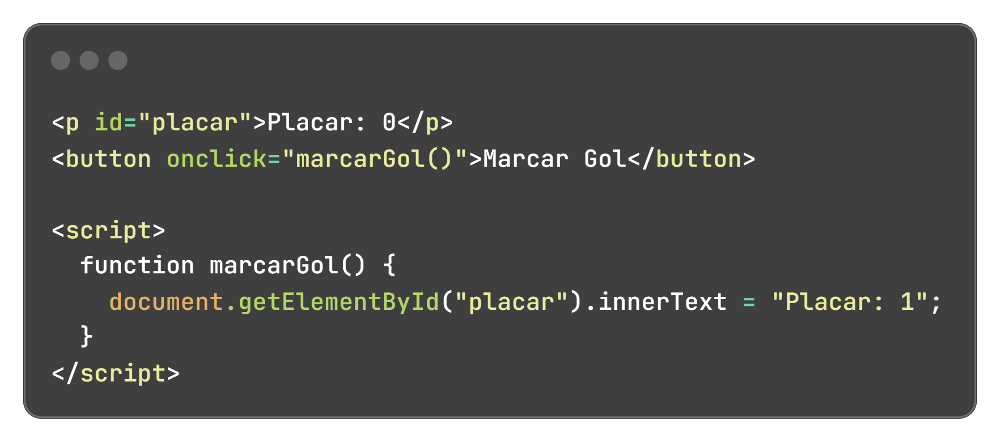 <p id="placar">Placar: 0</p>
<button onclick="marcarGol()">Marcar Gol</button>
<script>
function marcarGol() {
document.getElementById("placar").innerText = "Placar: 1";
}
</script>